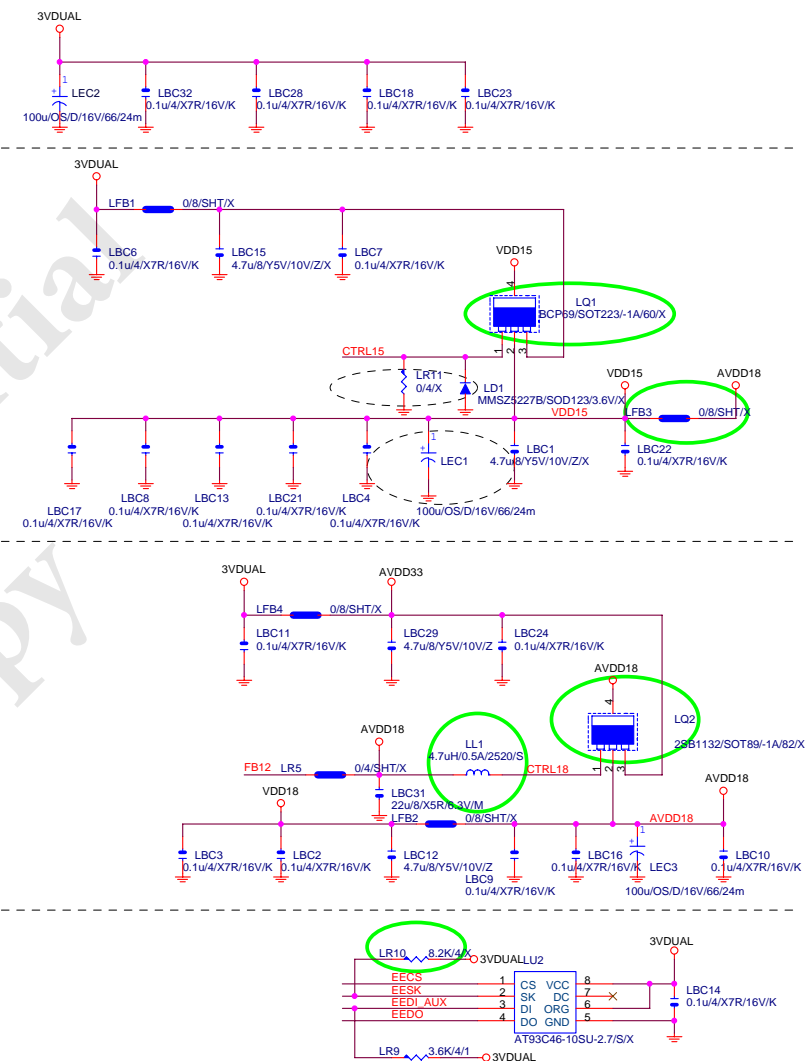 3VDUAL
1
LEC2
100u/OS/D/16V/66/24m
LBC32
0.1u/4/X7R/16V/K
LBC28
0.1u/4/X7R/16V/K
LBC18
0.1u/4/X7R/16V/K
LBC23
0.1u/4/X7R/16V/K
3VDUAL
LFB1 0/8/SHT/X
LBC6
0.1u/4/X7R/16V/K
LBC15
4.7u/8/Y5V/10V/Z/X
LBC7
0.1u/4/X7R/16V/K
VDD15
4
LQ1
BCP69/SOT223/-1A/60/X
1 2 3
CTRL15
LRT1
0/4/X
LD1
MMSZ5227B/SOD123/3.6V/X
VDD15
AVDD18
VDD15
LFB3 0/8/SHT/X
LBC17
0.1u/4/X7R/16V/K
LBC8
0.1u/4/X7R/16V/K
LBC13
0.1u/4/X7R/16V/K
LBC21
0.1u/4/X7R/16V/K
LBC4
0.1u/4/X7R/16V/K
1
LEC1
100u/OS/D/16V/66/24m
LBC1
4.7u/8/Y5V/10V/Z/X
LBC22
0.1u/4/X7R/16V/K
3VDUAL
AVDD33
LFB4 0/8/SHT/X
LBC11
0.1u/4/X7R/16V/K
LBC29
4.7u/8/Y5V/10V/Z
LBC24
0.1u/4/X7R/16V/K
AVDD18
4
LQ2
2SB1132/SOT89/-1A/82/X
1 2 3
AVDD18
LL1
4.7uH/0.5A/2520/S
FB12 LR5 0/4/SHT/X
CTRL18
LBC31
22u/8/X5R/6.3V/M
VDD18
LFB2 0/8/SHT/X
AVDD18
AVDD18
LBC3
0.1u/4/X7R/16V/K
LBC2
0.1u/4/X7R/16V/K
LBC12
4.7u/8/Y5V/10V/Z
LBC9
0.1u/4/X7R/16V/K
LBC16
0.1u/4/X7R/16V/K
1
LEC3
100u/OS/D/16V/66/24m
LBC10
0.1u/4/X7R/16V/K
LR10 8.2K/4/X
3VDUAL
LU2
3VDUAL
EECS 1 CS VCC 8
EESK 2 SK DC 7
EEDI_AUX 3 DI ORG 6
EEDO 4 DO GND 5
AT93C46-10SU-2.7/S/X
LBC14
0.1u/4/X7R/16V/K
LR9 3.6K/4/1
3VDUAL
tial
py